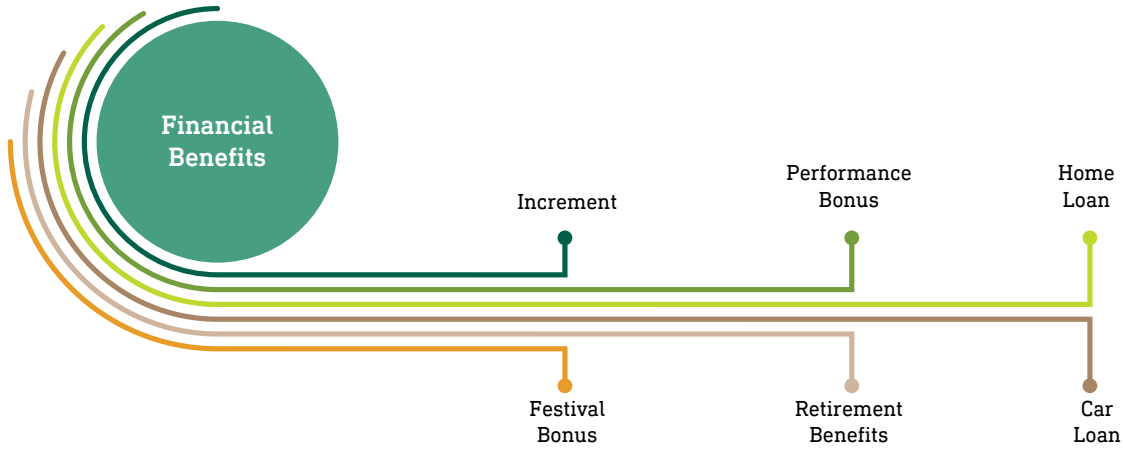 Financial
Benefits
Increment
Performance
Bonus
Home
Loan
Festival
Bonus
Retirement
Benefits
Car
Loan